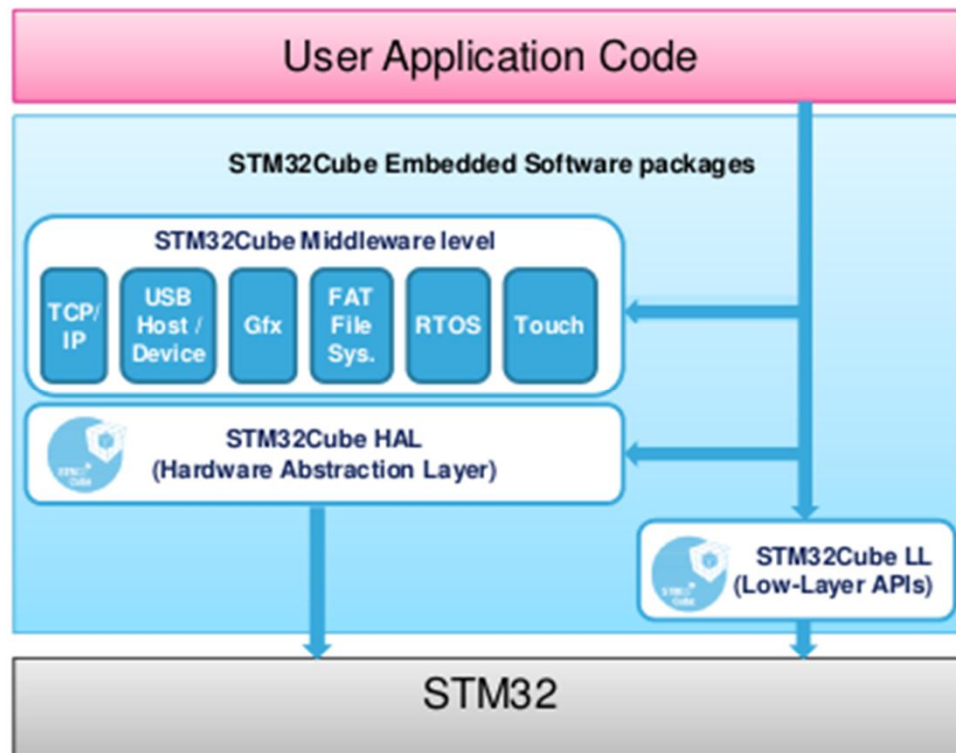 User Application Code
STM32Cube Embedded Software packages
STM32Cube Middleware level
TCP/
IP
USB
Host /
Device
Gfx
FAT
File
Sys.
RTOS
Touch
STM32Cube HAL
(Hardware Abstraction Layer)
STM32Cube LL
(Low-Layer APIs)
STM32